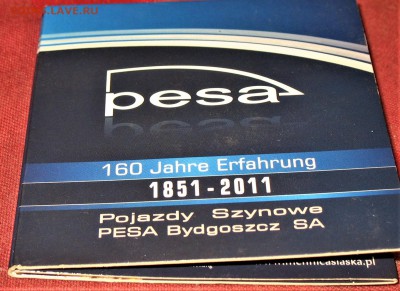 pesa
160 Jahre Erfahrung
1851-2011
Pojazdy Szynowe
PESA Bydgoszcz SA